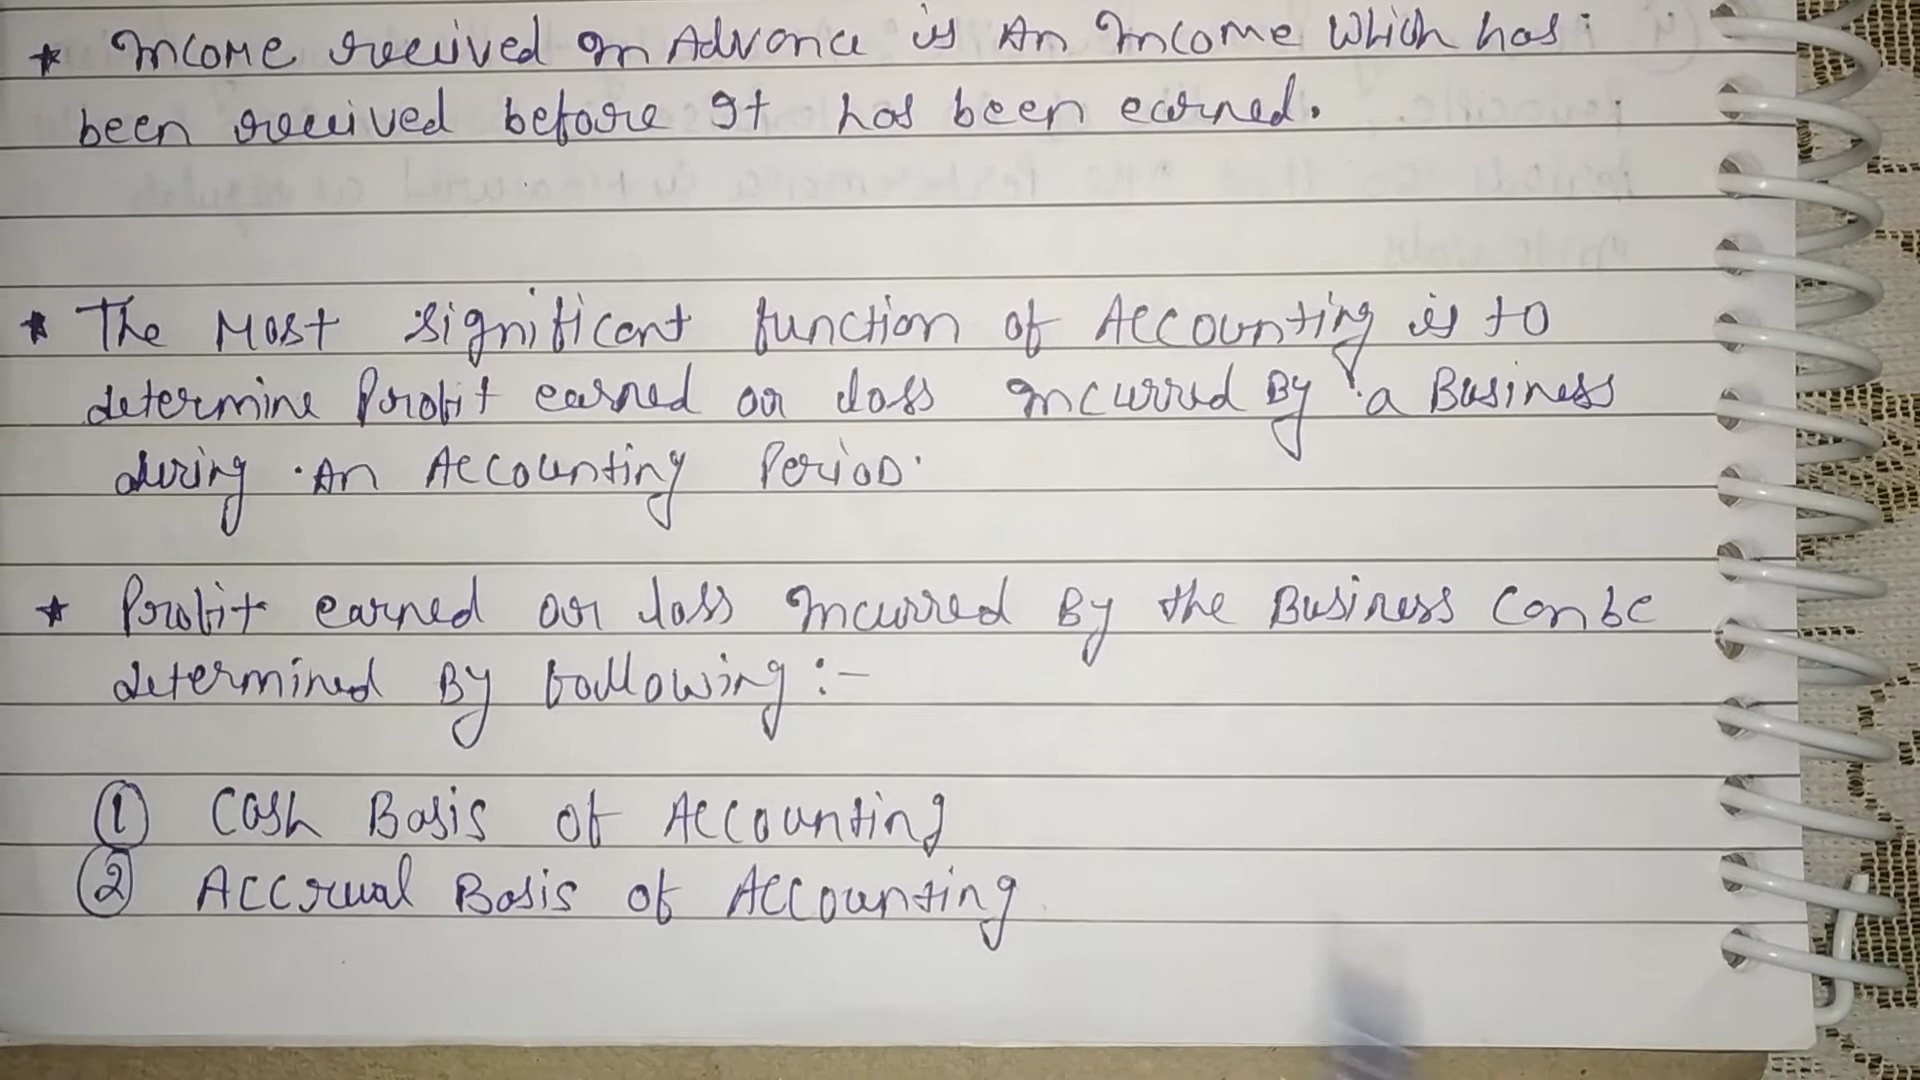 * Income received In Advance is An Income Which has
been received before It has been earned.
* The Most significant function of Accounting is to
determine Profit earned or loss Incurred By a Business
during An Accounting Period.
* Profit earned or loss Incurred By the Business can be
determined By following :-
① Cash Basis of Accounting
② Accrual Basis of Accounting